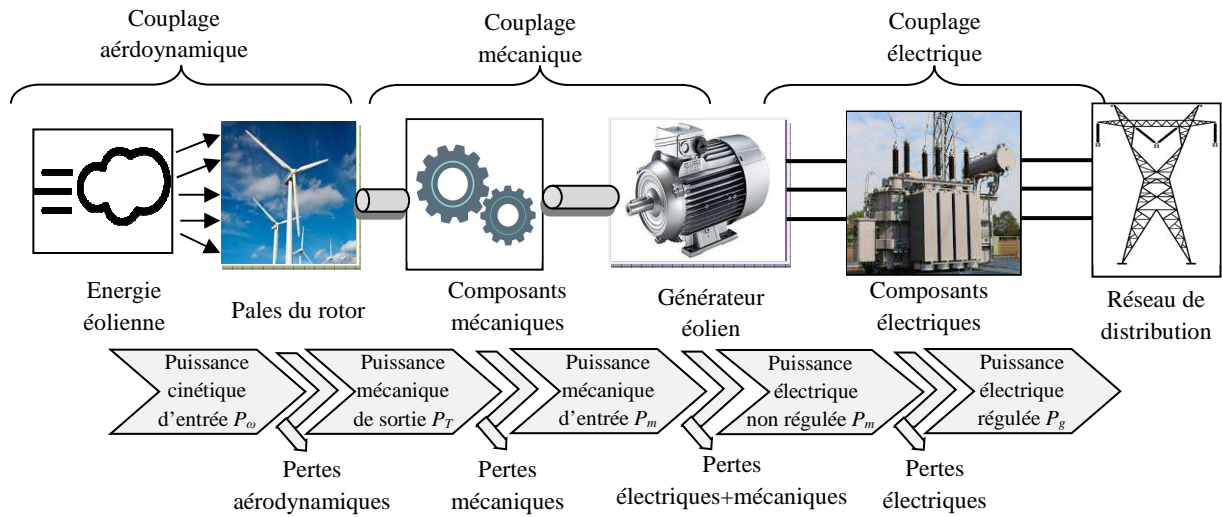 Couplage
aérdoynamique
Couplage
mécanique
Couplage
électrique
Energie
éolienne
Pales du rotor
Composants
mécaniques
Générateur
éolien
Composants
électriques
Réseau de
distribution
Puissance
cinétique
d'entrée Pω
Puissance
mécanique
de sortie PT
Puissance
mécanique
d'entrée Pm
Puissance
électrique
non régulée Pm
Puissance
électrique
régulée Pg
Pertes
aérodynamiques
Pertes
mécaniques
Pertes
électriques+mécaniques
Pertes
électriques